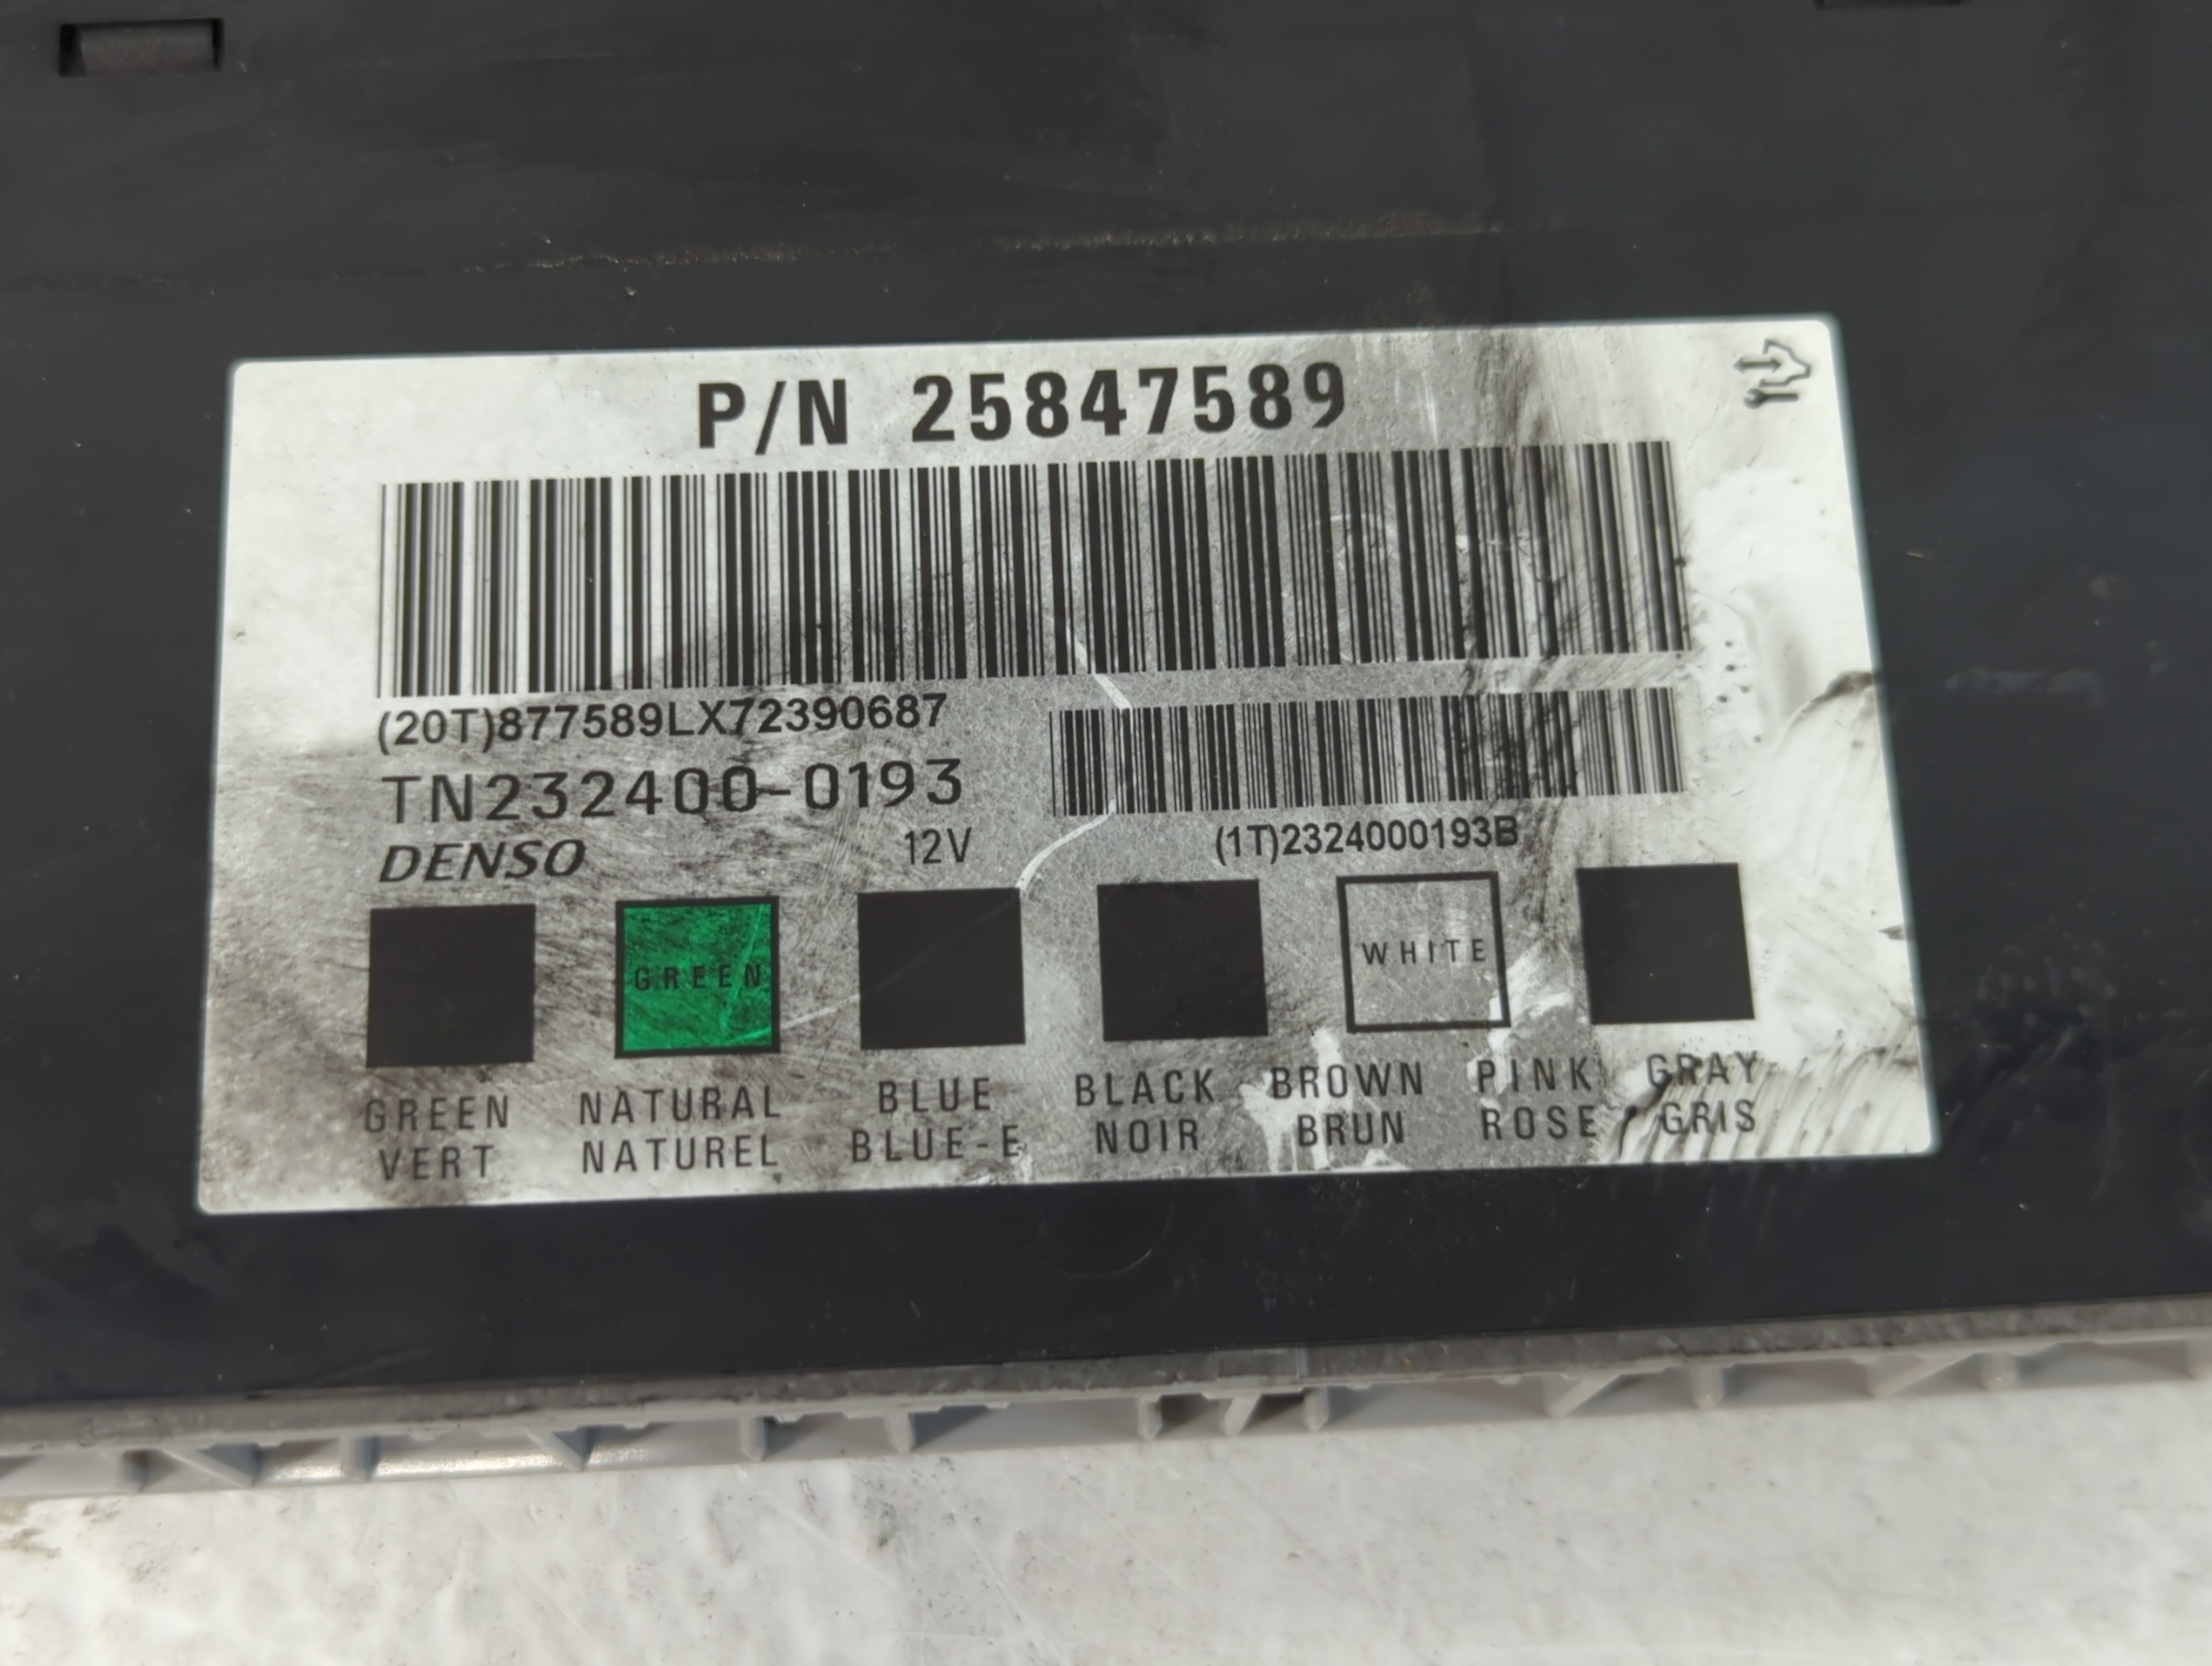 P/N 25847589
(20T)877589LX72390687
TN232400-0193
DENSO 12V (1T)2324000193B
GREEN WHITE
GREEN NATURAL BLUE BLACK BROWN PINK GRAY
VERT NATUREL BLUE-E NOIR BRUN ROSE GRIS